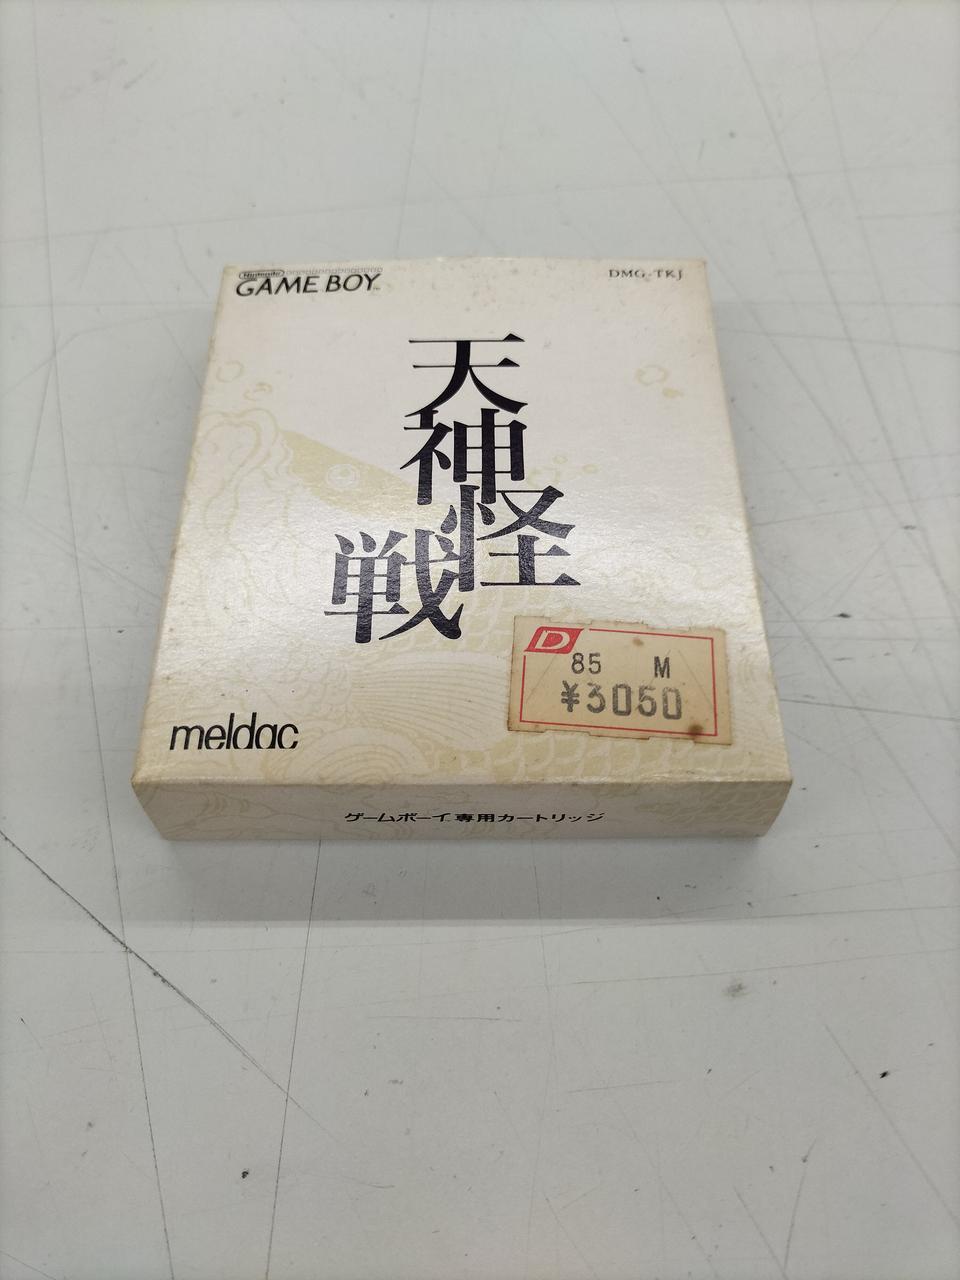 Nintendo
GAME BOY™
DMG-TKJ
天神怪戦
D
85 M
¥3050
meldac
ゲームボーイ専用カートリッジ